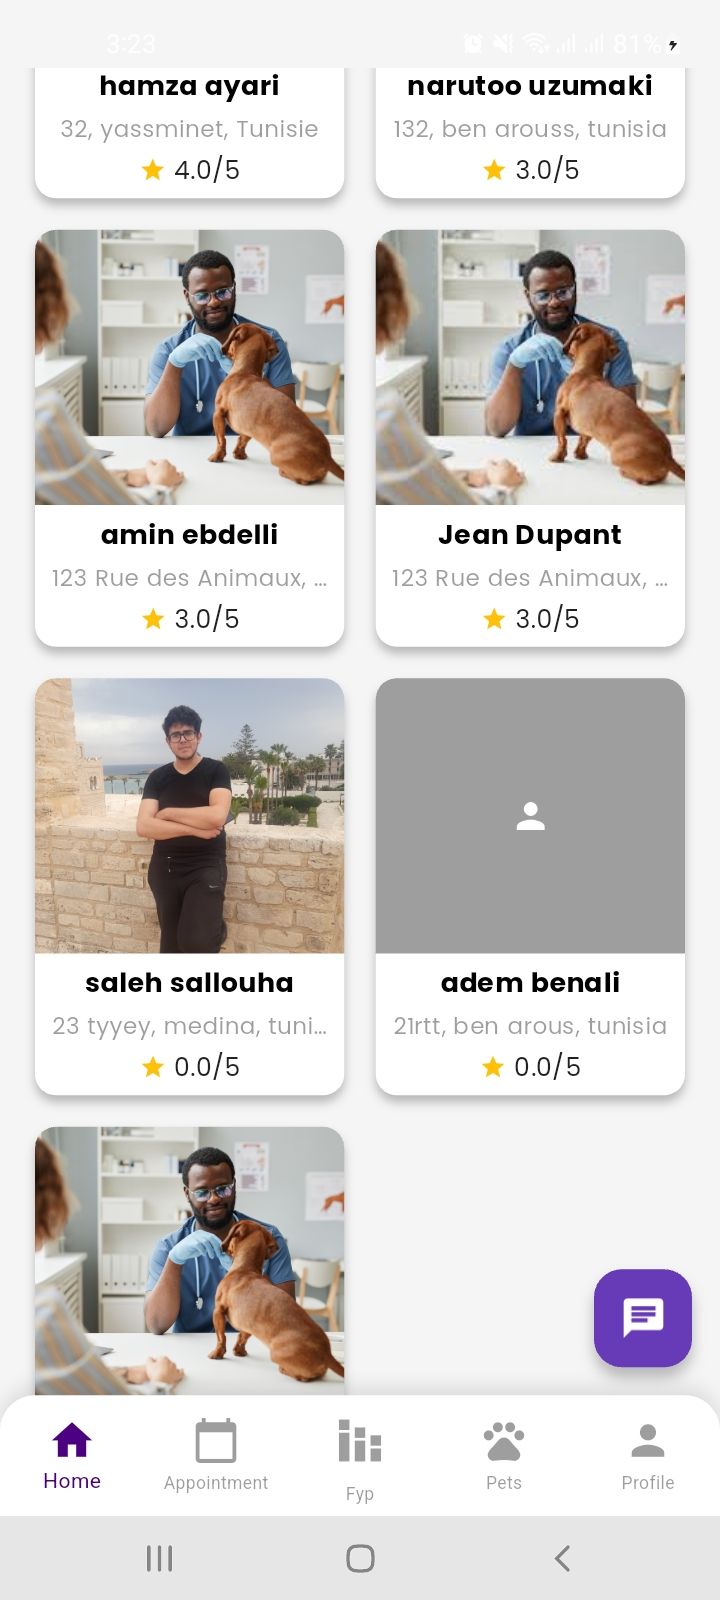 3:23 81%
hamza ayari
32, yassminet, Tunisie
4.0/5
narutoo uzumaki
132, ben arouss, tunisia
3.0/5
amin ebdelli
123 Rue des Animaux, ...
3.0/5
Jean Dupant
123 Rue des Animaux, ...
3.0/5
saleh sallouha
23 tyyey, medina, tuni...
0.0/5
adem benali
21rtt, ben arous, tunisia
0.0/5
Home
Appointment
Fyp
Pets
Profile